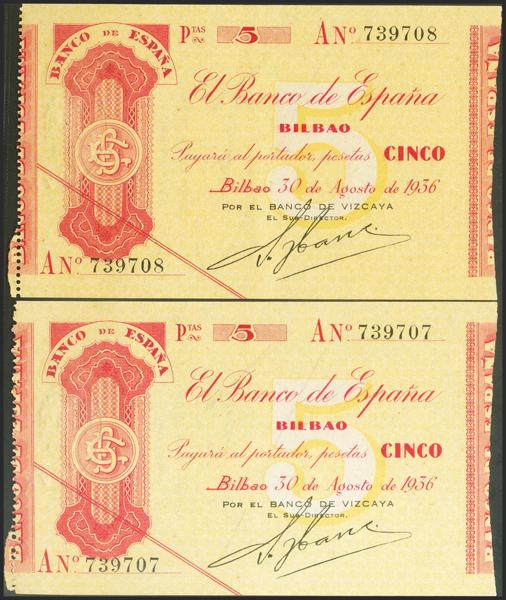 BANCO DE ESPAÑA
PTAS 5 A Nº 739708
El Banco de España
BILBAO
Pagará al portador, pesetas CINCO
Bilbao 30 de Agosto de 1936
POR EL BANCO DE VIZCAYA
EL SUB-DIRECTOR.
A Nº 739708
BANCO DE ESPAÑA
PTAS 5 A Nº 739707
El Banco de España
BILBAO
Pagará al portador, pesetas CINCO
Bilbao 30 de Agosto de 1936
POR EL BANCO DE VIZCAYA
EL SUB-DIRECTOR.
A Nº 739707